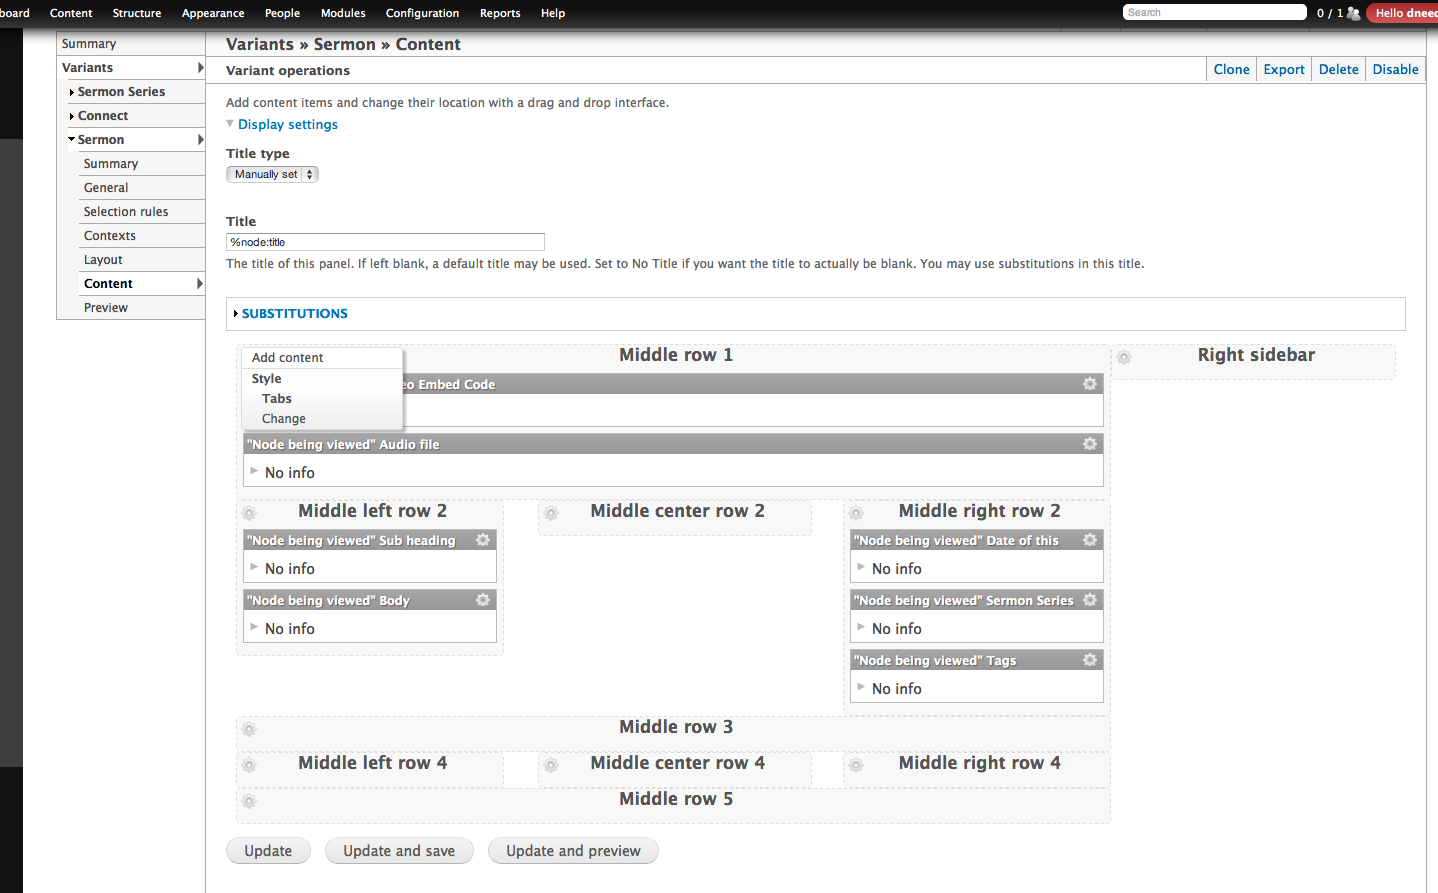 board Content Structure Appearance People Modules Configuration Reports Help Search 0 / 1 Hello dneed
Summary
Variants
Sermon Series
Connect
Sermon
Summary
General
Selection rules
Contexts
Layout
Content
Preview
Variants » Sermon » Content
Variant operations Clone Export Delete Disable
Add content items and change their location with a drag and drop interface.
Display settings
Title type
Manually set
Title
%node:title
The title of this panel. If left blank, a default title may be used. Set to No Title if you want the title to actually be blank. You may use substitutions in this title.
SUBSTITUTIONS
Add content
Style
Tabs
Change
Middle row 1
eo Embed Code
"Node being viewed" Audio file
No info
Right sidebar
Middle left row 2
"Node being viewed" Sub heading
No info
"Node being viewed" Body
No info
Middle center row 2
Middle right row 2
"Node being viewed" Date of this
No info
"Node being viewed" Sermon Series
No info
"Node being viewed" Tags
No info
Middle row 3
Middle left row 4
Middle center row 4
Middle right row 4
Middle row 5
Update Update and save Update and preview